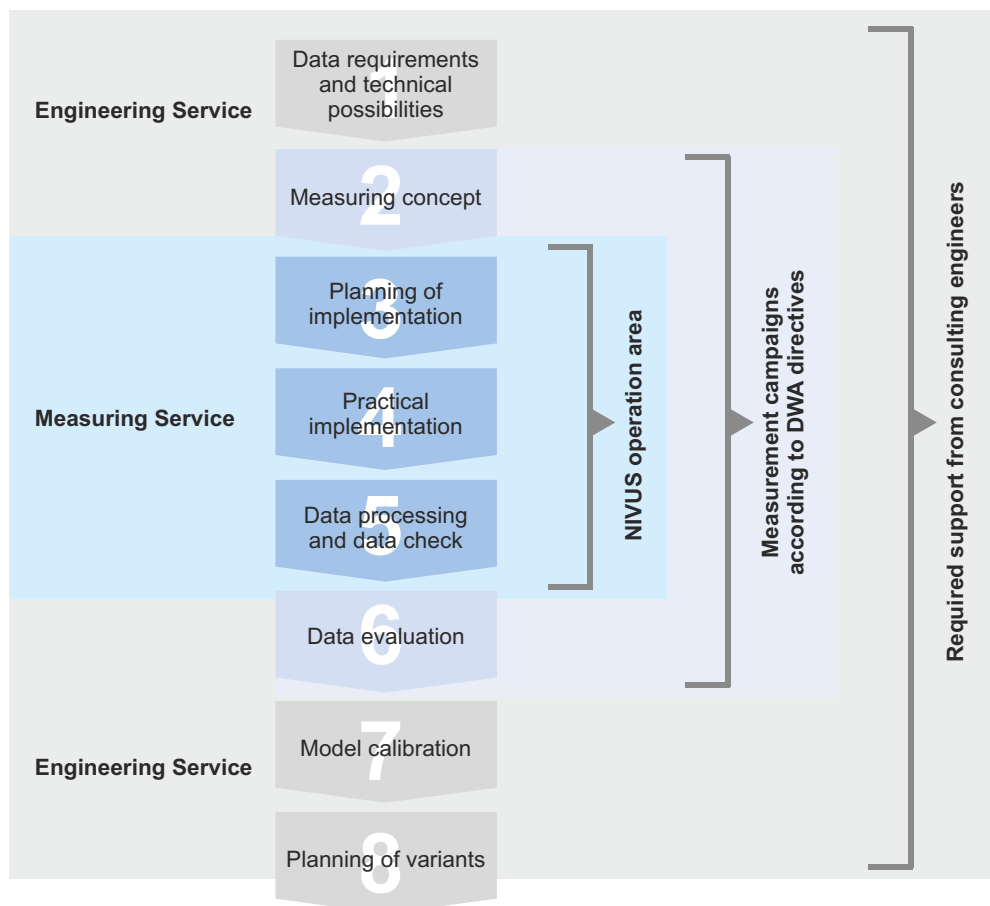 Engineering Service
1
Data requirements
and technical
possibilities
2
Measuring concept
Measuring Service
3
Planning of
implementation
4
Practical
implementation
5
Data processing
and data check
6
Data evaluation
Engineering Service
7
Model calibration
8
Planning of variants
NIVUS operation area
Measurement campaigns
according to DWA directives
Required support from consulting engineers